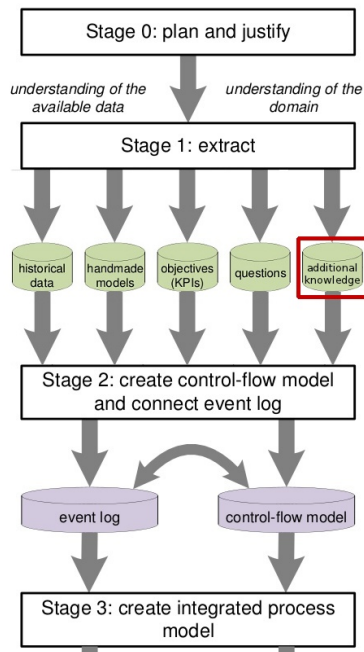 Stage 0: plan and justify
understanding of the
available data
understanding of the
domain
Stage 1: extract
historical
data
handmade
models
objectives
(KPIs)
questions
additional
knowledge
Stage 2: create control-flow model
and connect event log
event log
control-flow model
Stage 3: create integrated process
model